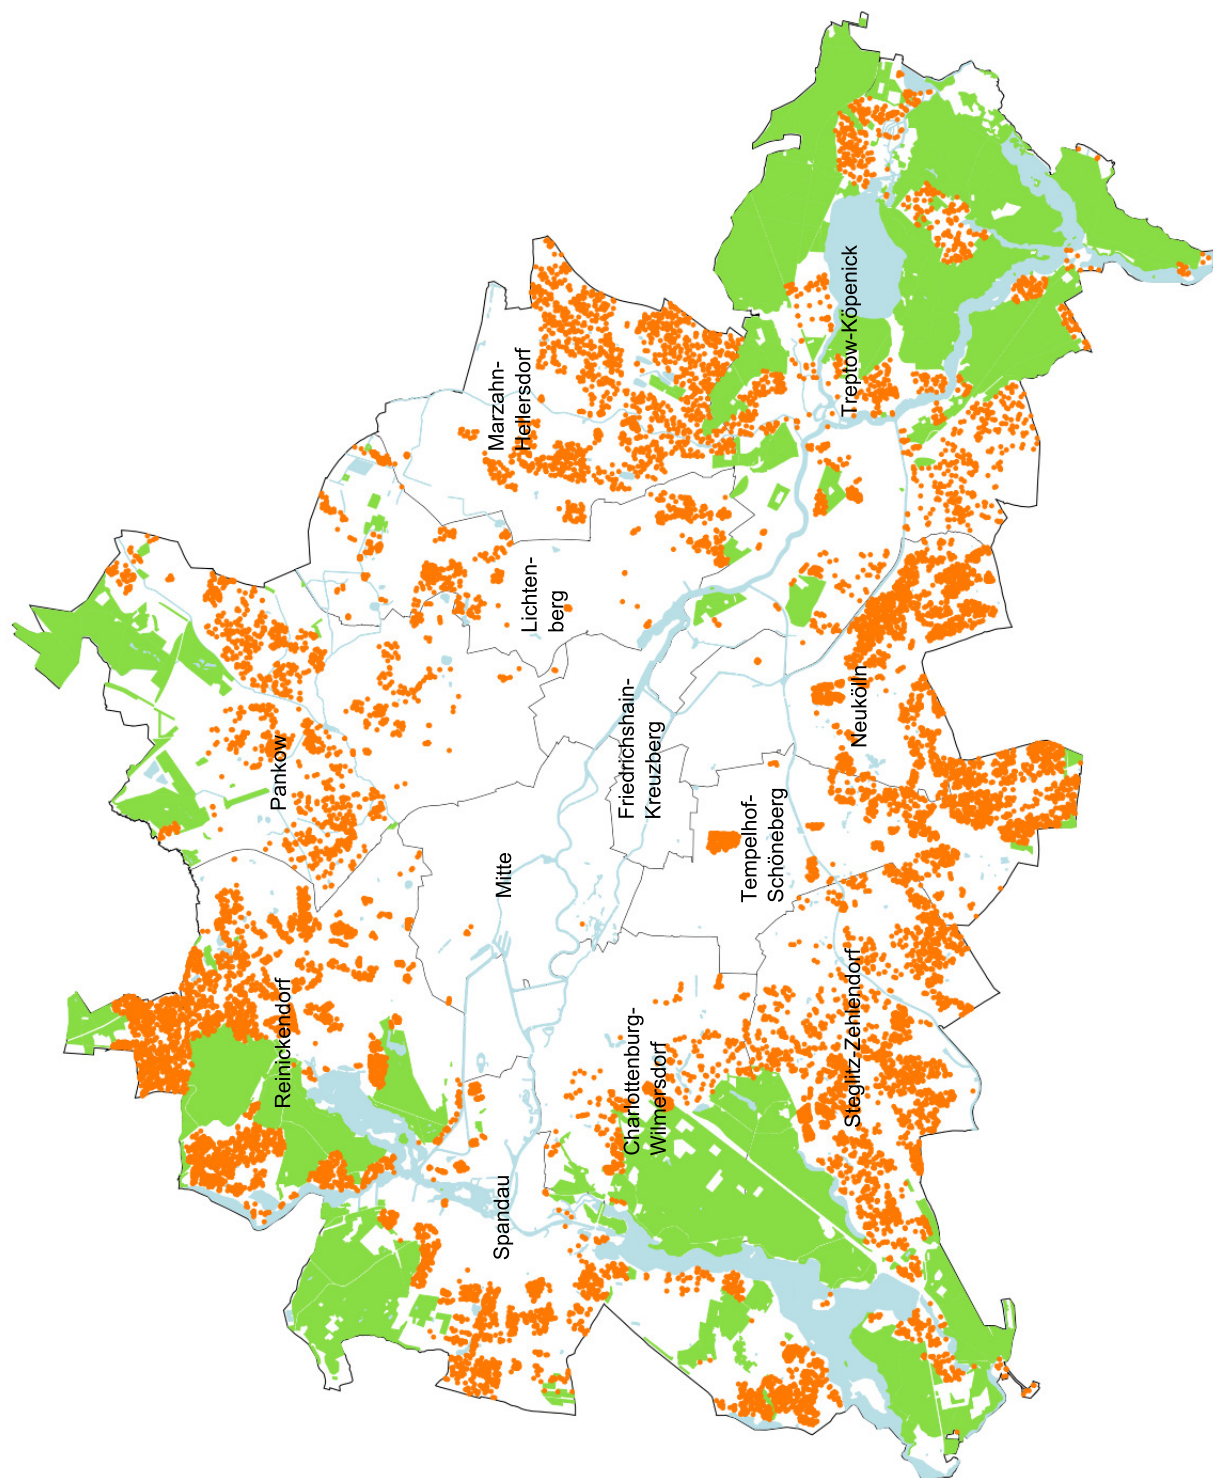 Reinickendorf
Pankow
Spandau
Mitte
Lichten-
berg
Marzahn-
Hellersdorf
Charlottenburg-
Wilmersdorf
Friedrichshain-
Kreuzberg
Tempelhof-
Schöneberg
Steglitz-Zehlendorf
Neukölln
Treptow-Köpenick